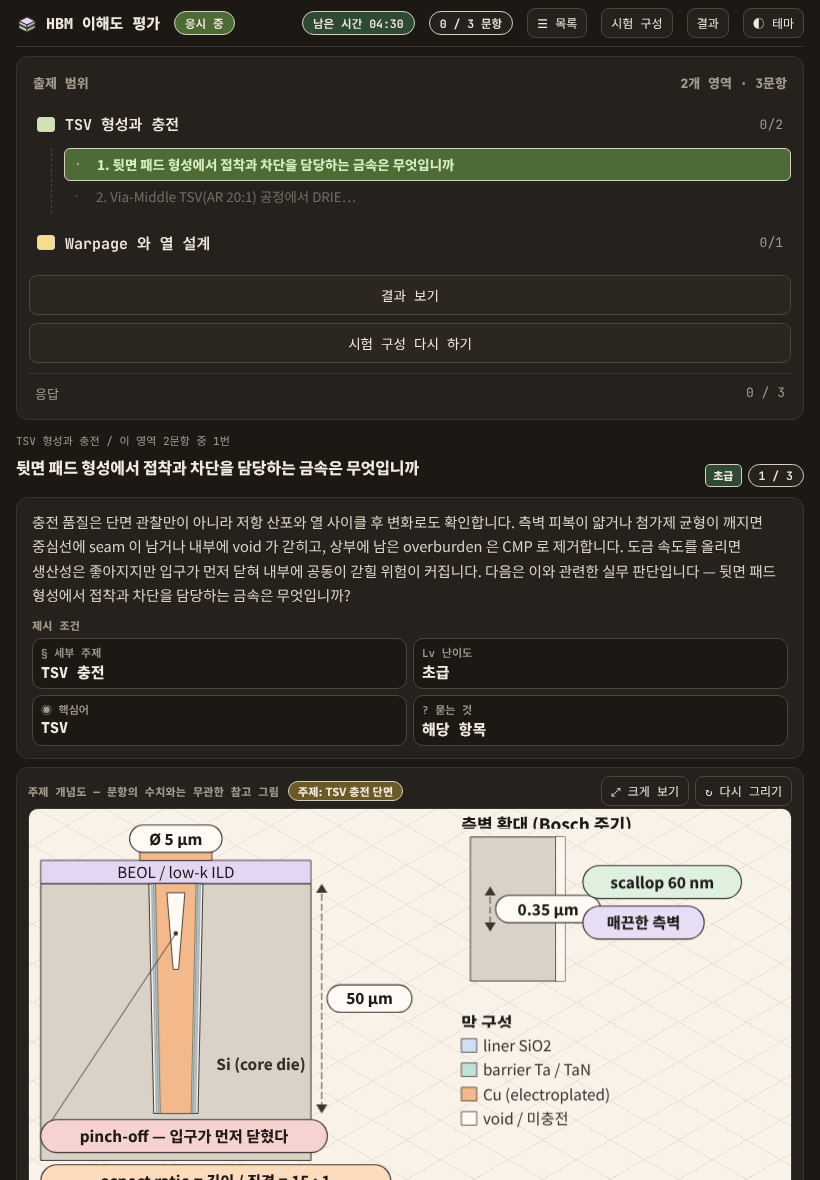 HBM 이해도 평가
응시 중
남은 시간 04:30
0 / 3 문항
☰ 목록
시험 구성
결과
◐ 테마
출제 범위
2개 영역 · 3문항
TSV 형성과 충전
0/2
· 1. 뒷면 패드 형성에서 접착과 차단을 담당하는 금속은 무엇입니까
· 2. Via-Middle TSV(AR 20:1) 공정에서 DRIE…
Warpage 와 열 설계
0/1
결과 보기
시험 구성 다시 하기
응답
0 / 3
TSV 형성과 충전 / 이 영역 2문항 중 1번
뒷면 패드 형성에서 접착과 차단을 담당하는 금속은 무엇입니까
초급
1 / 3
충전 품질은 단면 관찰만이 아니라 저항 산포와 열 사이클 후 변화로도 확인합니다. 측벽 피복이 얇거나 첨가제 균형이 깨지면
중심선에 seam 이 남거나 내부에 void 가 갇히고, 상부에 남은 overburden 은 CMP 로 제거합니다. 도금 속도를 올리면
생산성은 좋아지지만 입구가 먼저 닫혀 내부에 공동이 갇힐 위험이 커집니다. 다음은 이와 관련한 실무 판단입니다 — 뒷면 패드
형성에서 접착과 차단을 담당하는 금속은 무엇입니까?
제시 조건
§ 세부 주제
TSV 충전
Lv 난이도
초급
◉ 핵심어
TSV
? 묻는 것
해당 항목
주제 개념도 — 문항의 수치와는 무관한 참고 그림
주제: TSV 충전 단면
⤢ 크게 보기
↻ 다시 그리기
Ø 5 µm
BEOL / low-k ILD
50 µm
Si (core die)
pinch-off — 입구가 먼저 닫혔다
aspect ratio = 깊이 / 직경 = 15 : 1
측벽 확대 (Bosch 주기)
0.35 µm
scallop 60 nm
매끈한 측벽
막 구성
liner SiO2
barrier Ta / TaN
Cu (electroplated)
void / 미충전